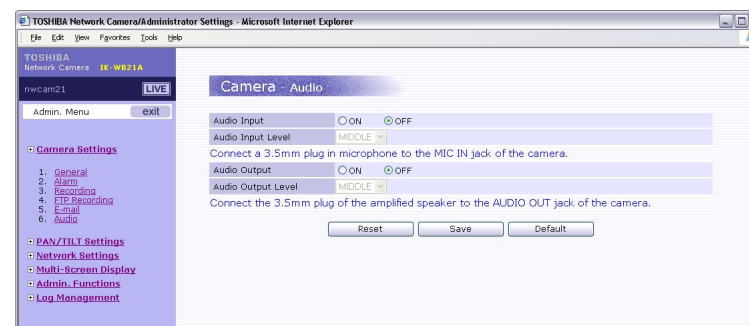 TOSHIBA Network Camera/Administrator Settings - Microsoft Internet Explorer
File Edit View Favorites Tools Help
TOSHIBA
Network Camera IK-WB21A
nwcam21 LIVE
Admin. Menu exit
Camera Settings
1. General
2. Alarm
3. Recording
4. FTP Recording
5. E-mail
6. Audio
PAN/TILT Settings
Network Settings
Multi-Screen Display
Admin. Functions
Log Management
Camera - Audio
Audio Input ON OFF
Audio Input Level MIDDLE
Connect a 3.5mm plug in microphone to the MIC IN jack of the camera.
Audio Output ON OFF
Audio Output Level MIDDLE
Connect the 3.5mm plug of the amplified speaker to the AUDIO OUT jack of the camera.
Reset Save Default